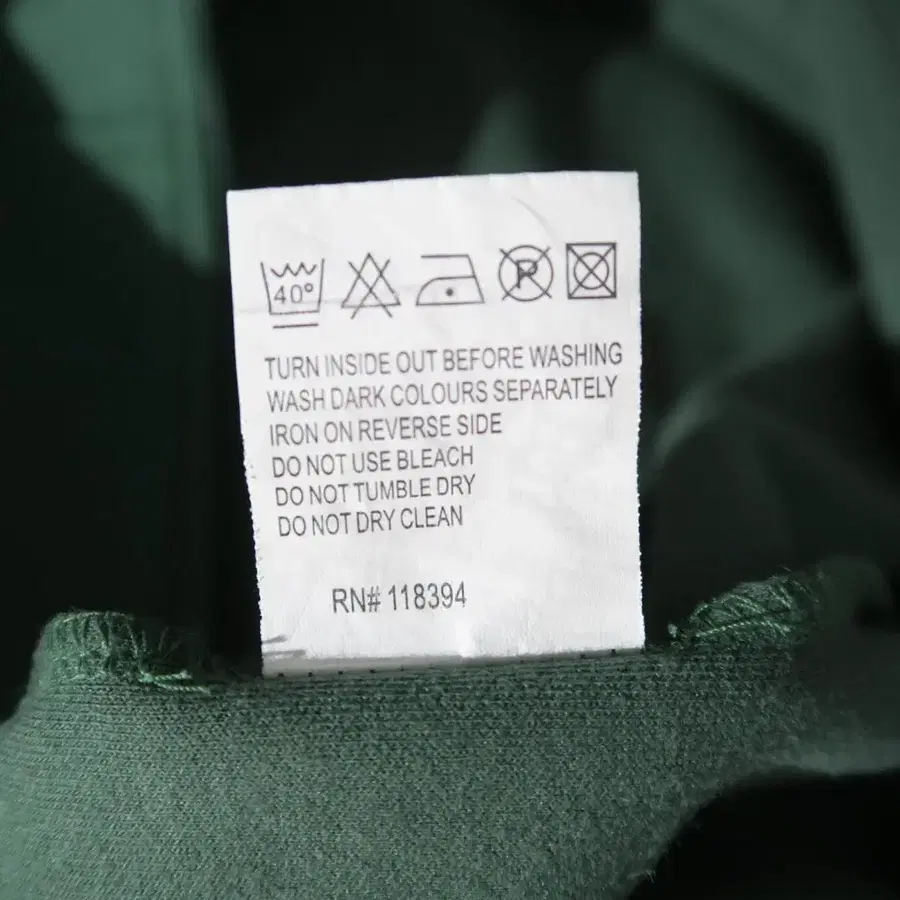 40° P
TURN INSIDE OUT BEFORE WASHING
WASH DARK COLOURS SEPARATELY
IRON ON REVERSE SIDE
DO NOT USE BLEACH
DO NOT TUMBLE DRY
DO NOT DRY CLEAN
RN# 118394